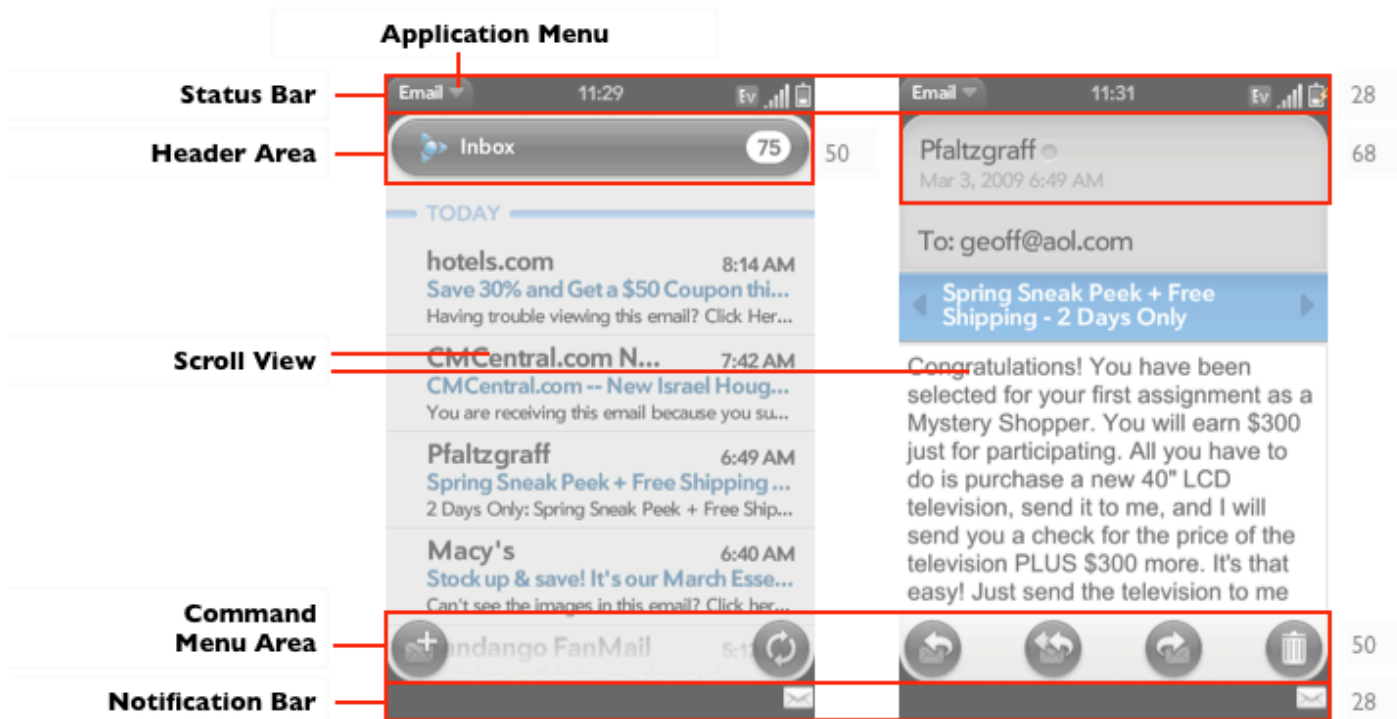 Application Menu
Status Bar
Email 11:29 Ev
Email 11:31 Ev
28
Header Area
Inbox 75
50
Pfaltzgraff
Mar 3, 2009 6:49 AM
68
TODAY
hotels.com 8:14 AM
Save 30% and Get a $50 Coupon thi...
Having trouble viewing this email? Click Her...
CMCentral.com N... 7:42 AM
CMCentral.com -- New Israel Houg...
You are receiving this email because you su...
Pfaltzgraff 6:49 AM
Spring Sneak Peek + Free Shipping ...
2 Days Only: Spring Sneak Peek + Free Ship...
Macy's 6:40 AM
Stock up & save! It's our March Esse...
Can't see the images in this email? Click her...
Fandango FanMail 5:1
To: geoff@aol.com
Spring Sneak Peek + Free
Shipping - 2 Days Only
Scroll View
Congratulations! You have been
selected for your first assignment as a
Mystery Shopper. You will earn $300
just for participating. All you have to
do is purchase a new 40" LCD
television, send it to me, and I will
send you a check for the price of the
television PLUS $300 more. It's that
easy! Just send the television to me
Command
Menu Area
50
Notification Bar
28